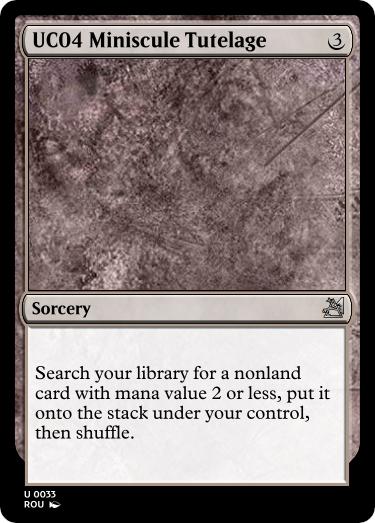 UC04 Miniscule Tutelage 3
Sorcery
Search your library for a nonland
card with mana value 2 or less, put it
onto the stack under your control,
then shuffle.
U 0033
ROU